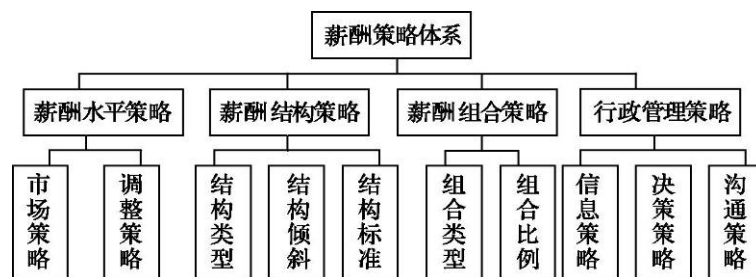 薪酬策略体系
薪酬水平策略
薪酬结构策略
薪酬组合策略
行政管理策略
市场策略
调整策略
结构类型
结构倾斜
结构标准
组合类型
组合比例
信息策略
决策策略
沟通策略